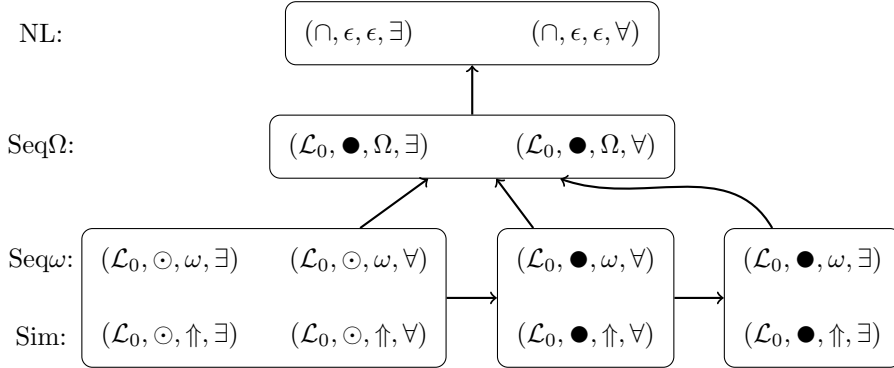 NL: (∩, ϵ, ϵ, ∃) (∩, ϵ, ϵ, ∀)
SeqΩ: (ℒ₀, ●, Ω, ∃) (ℒ₀, ●, Ω, ∀)
Seqω: (ℒ₀, ⊙, ω, ∃) (ℒ₀, ⊙, ω, ∀) (ℒ₀, ●, ω, ∀) (ℒ₀, ●, ω, ∃)
Sim: (ℒ₀, ⊙, ⇑, ∃) (ℒ₀, ⊙, ⇑, ∀) (ℒ₀, ●, ⇑, ∀) (ℒ₀, ●, ⇑, ∃)